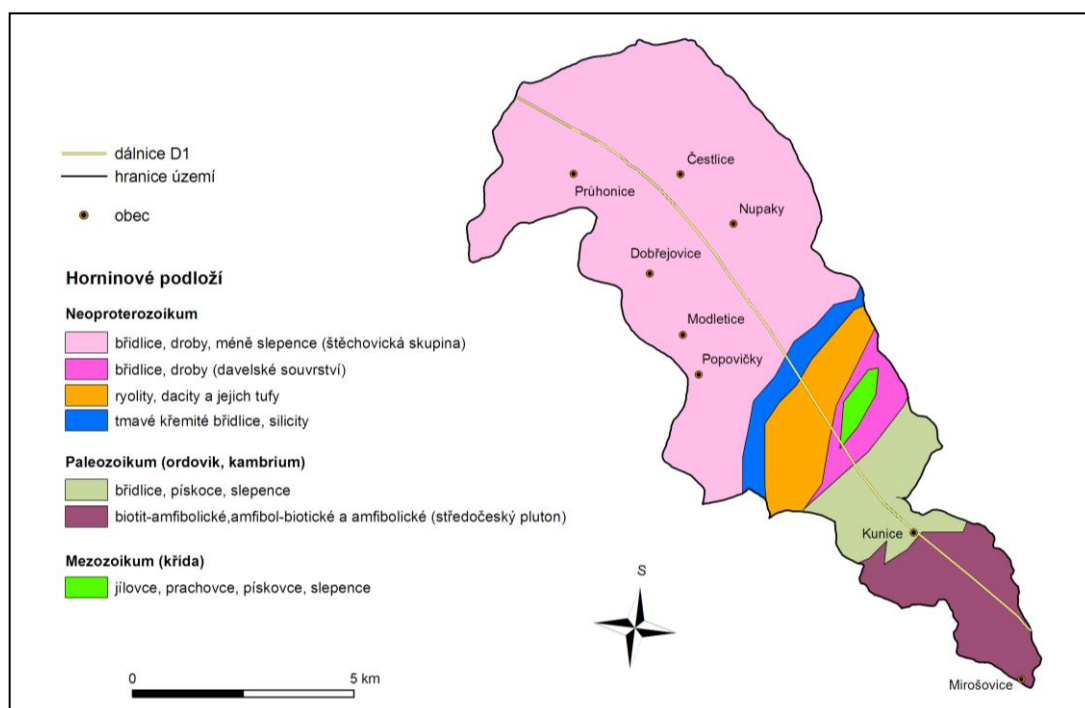 dálnice D1
hranice území
obec
Horninové podloží
Neoproterozoikum
břidlice, droby, méně slepence (štěchovická skupina)
břidlice, droby (davelské souvrství)
ryolity, dacity a jejich tufy
tmavé křemité břidlice, silicity
Paleozoikum (ordovik, kambrium)
břidlice, pískoce, slepence
biotit-amfibolické,amfibol-biotické a amfibolické (středočeský pluton)
Mezozoikum (křída)
jílovce, prachovce, pískovce, slepence
0 5 km
S
Čestlice
Průhonice
Nupaky
Dobřejovice
Modletice
Popovičky
Kunice
Mirošovice